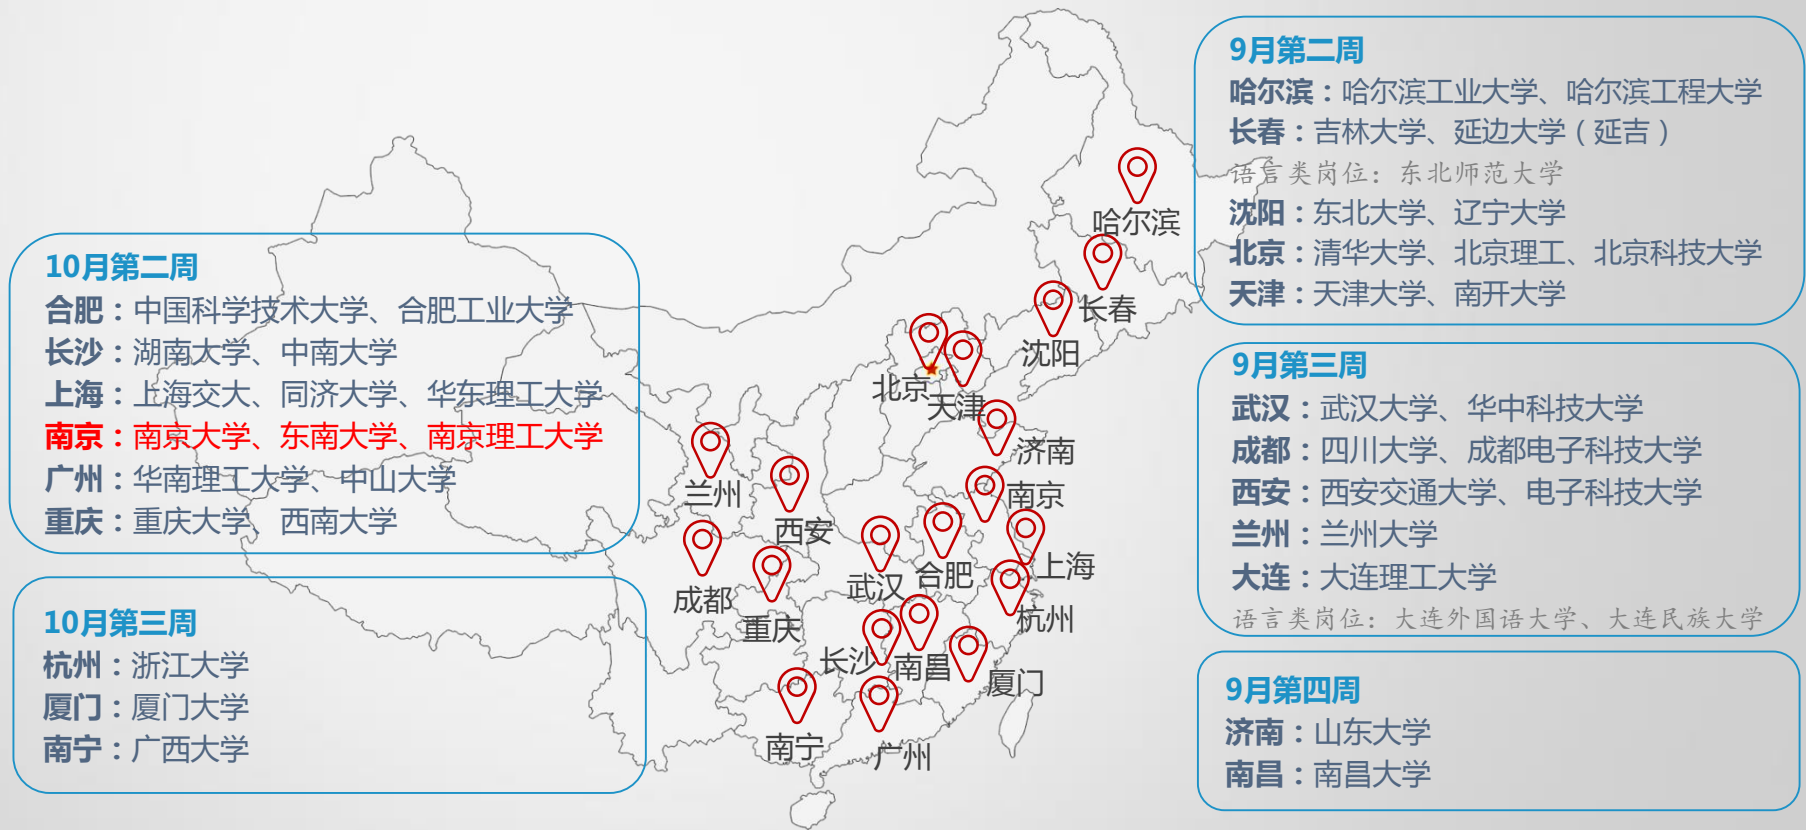 10月第二周
合肥：中国科学技术大学、合肥工业大学
长沙：湖南大学、中南大学
上海：上海交大、同济大学、华东理工大学
南京：南京大学、东南大学、南京理工大学
广州：华南理工大学、中山大学
重庆：重庆大学、西南大学
10月第三周
杭州：浙江大学
厦门：厦门大学
南宁：广西大学
哈尔滨
长春
沈阳
北京
天津
济南
兰州
南京
西安
上海
合肥
武汉
成都
杭州
重庆
长沙
南昌
厦门
南宁
广州
9月第二周
哈尔滨：哈尔滨工业大学、哈尔滨工程大学
长春：吉林大学、延边大学（延吉）
语言类岗位：东北师范大学
沈阳：东北大学、辽宁大学
北京：清华大学、北京理工、北京科技大学
天津：天津大学、南开大学
9月第三周
武汉：武汉大学、华中科技大学
成都：四川大学、成都电子科技大学
西安：西安交通大学、电子科技大学
兰州：兰州大学
大连：大连理工大学
语言类岗位：大连外国语大学、大连民族大学
9月第四周
济南：山东大学
南昌：南昌大学